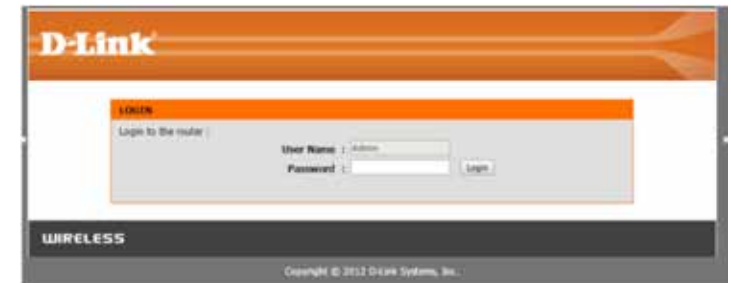 D-Link
LOGIN
Login to the router :
User Name : Admin
Password : Login
WIRELESS
Copyright © 2012 D-Link Systems, Inc.